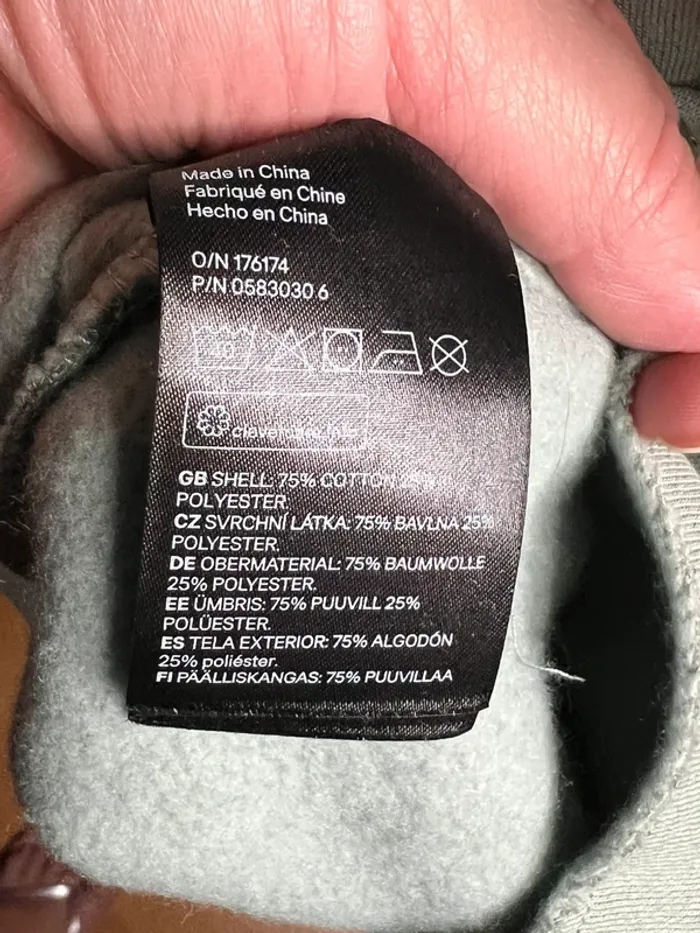 Made in China
Fabriqué en Chine
Hecho en China
O/N 176174
P/N 0583030 6
40
clevercare.info
GB SHELL: 75% COTTON 25%
POLYESTER
CZ SVRCHNÍ LÁTKA: 75% BAVLNA 25%
POLYESTER.
DE OBERMATERIAL: 75% BAUMWOLLE
25% POLYESTER.
EE ÜMBRIS: 75% PUUVILL 25%
POLÜESTER.
ES TELA EXTERIOR: 75% ALGODÓN
25% poliéster.
FI PÄÄLLISKANGAS: 75% PUUVILLAA